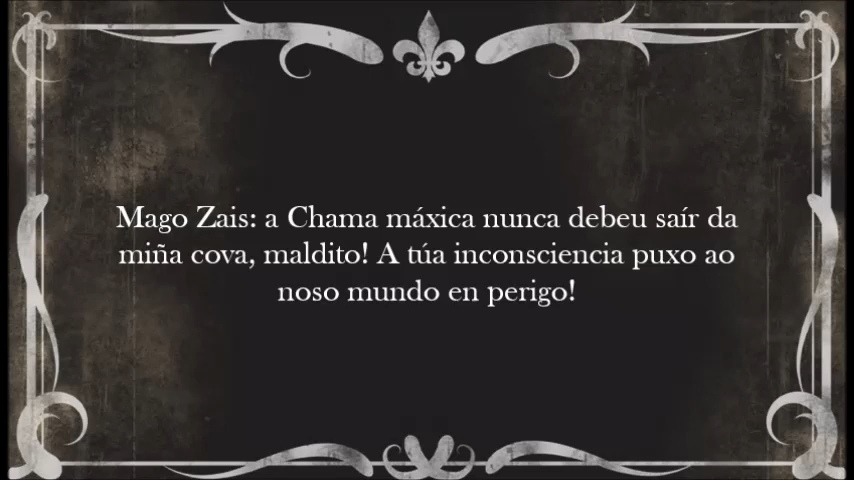 Mago Zais: a Chama máxica nunca debeu saír da
miña cova, maldito! A túa inconsciencia puxo ao
noso mundo en perigo!